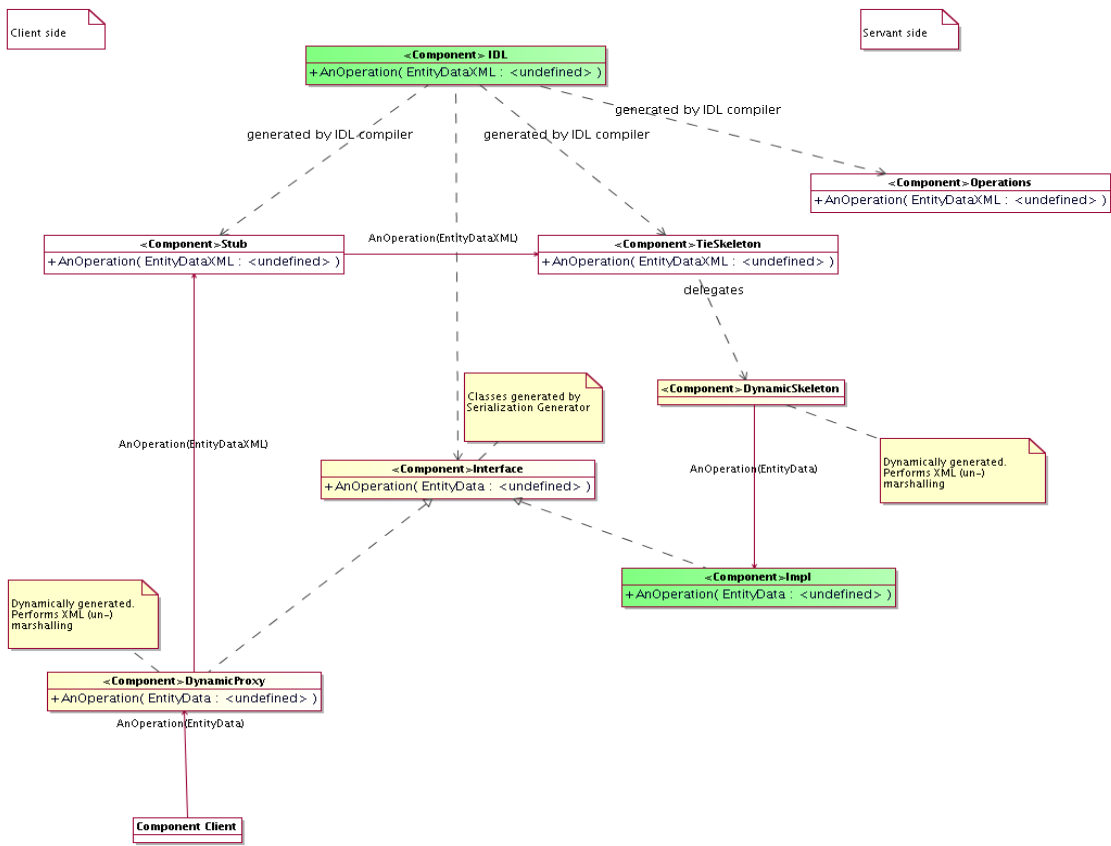 Client side
Servant side
<Component> IDL
+AnOperation( EntityDataXML : <undefined> )
generated by IDL compiler
generated by IDL compiler
generated by IDL compiler
<Component>Operations
+AnOperation( EntityDataXML : <undefined> )
<Component>Stub
+AnOperation( EntityDataXML : <undefined> )
AnOperation(EntityDataXML)
<Component>TieSkeleton
+AnOperation( EntityDataXML : <undefined> )
delegates
<Component>DynamicSkeleton
Classes generated by
Serialization Generator
AnOperation(EntityDataXML)
<Component>Interface
+AnOperation( EntityData : <undefined> )
AnOperation(EntityData)
Dynamically generated.
Performs XML (un-)
marshalling
<Component>Impl
+AnOperation( EntityData : <undefined> )
Dynamically generated.
Performs XML (un-)
marshalling
<Component>DynamicProxy
+AnOperation( EntityData : <undefined> )
AnOperation(EntityData)
Component Client